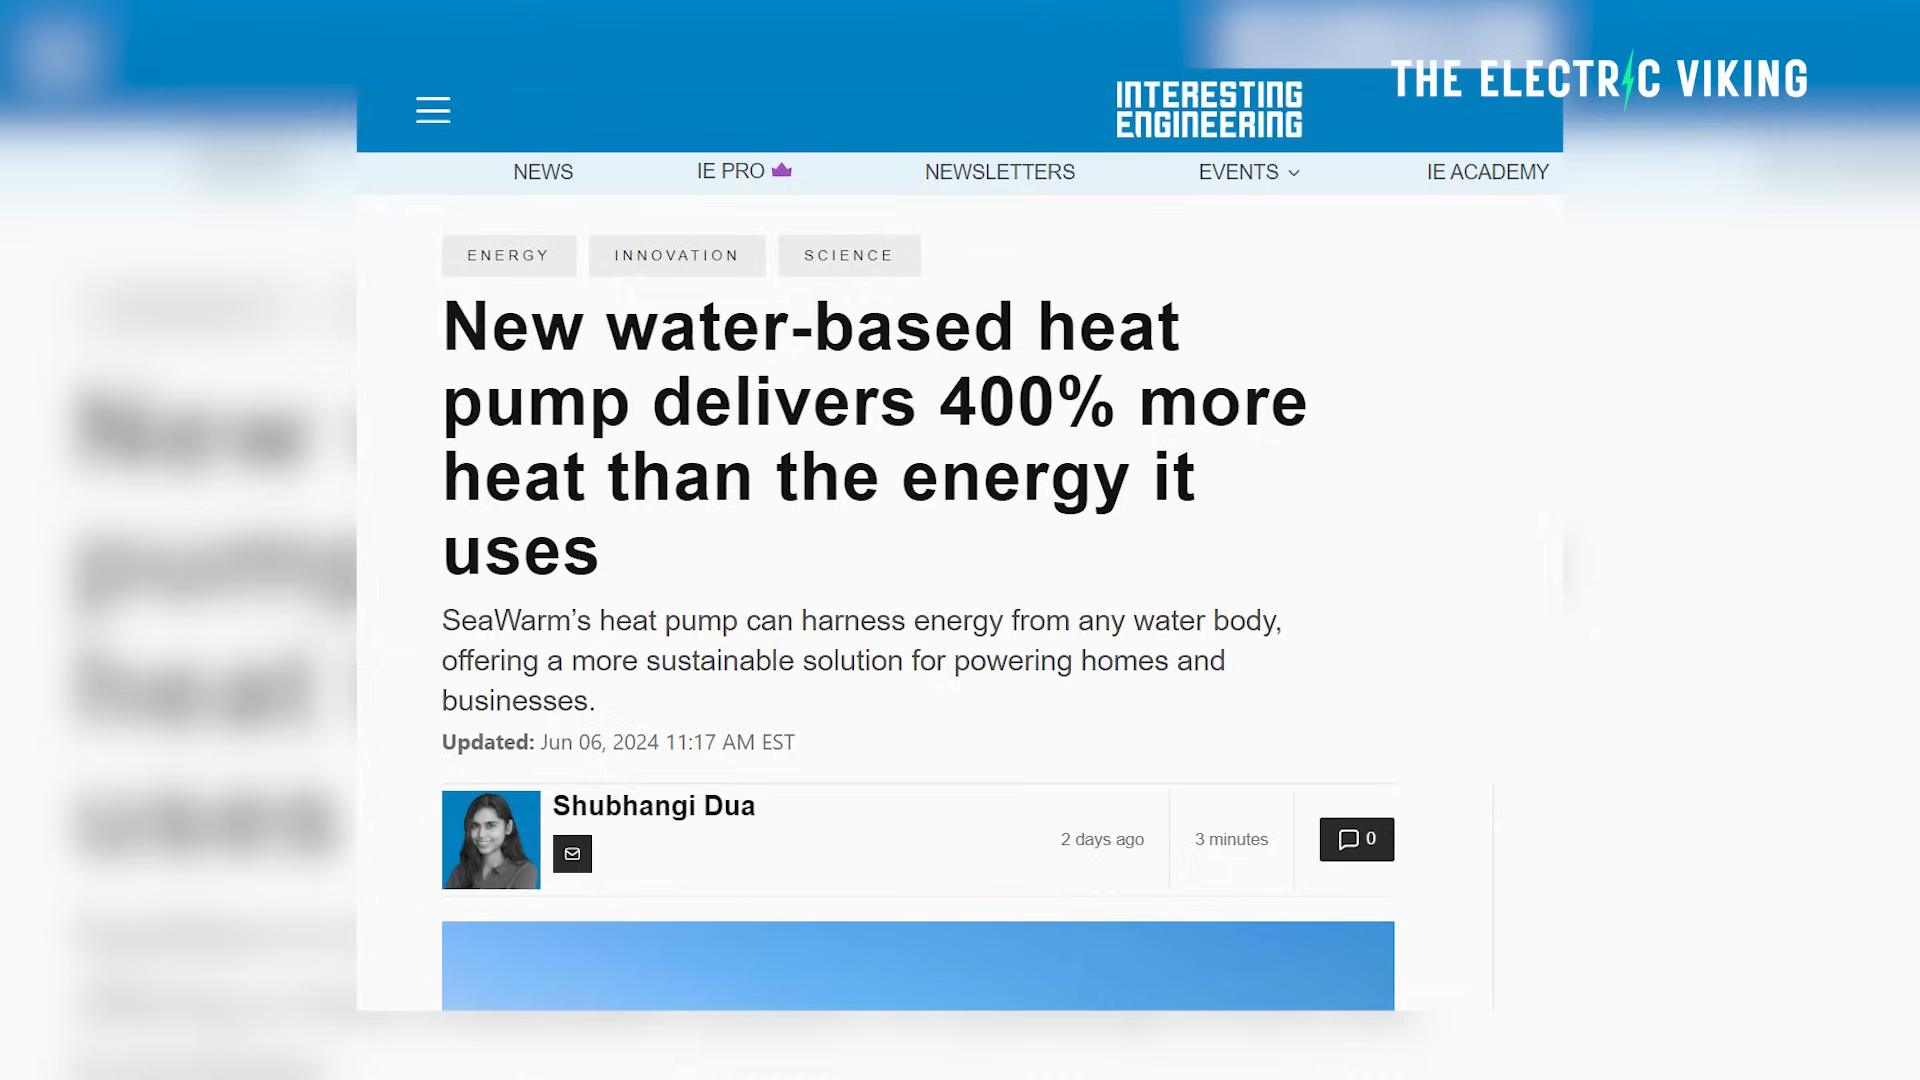 THE ELECTRIC VIKING
INTERESTING
ENGINEERING
NEWS IE PRO NEWSLETTERS EVENTS IE ACADEMY
ENERGY INNOVATION SCIENCE
New water-based heat
pump delivers 400% more
heat than the energy it
uses
SeaWarm’s heat pump can harness energy from any water body,
offering a more sustainable solution for powering homes and
businesses.
Updated: Jun 06, 2024 11:17 AM EST
Shubhangi Dua
2 days ago 3 minutes 0